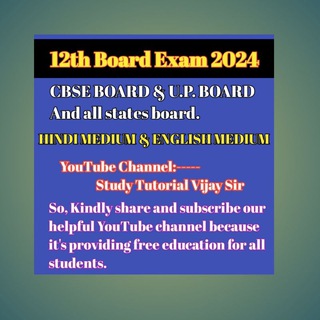 12th Board Exam 2024
CBSE BOARD & U.P. BOARD
And all states board.
HINDI MEDIUM & ENGLISH MEDIUM
YouTube Channel:-----
Study Tutorial Vijay Sir
So, Kindly share and subscribe our
helpful YouTube channel because
it's providing free education for all
students.